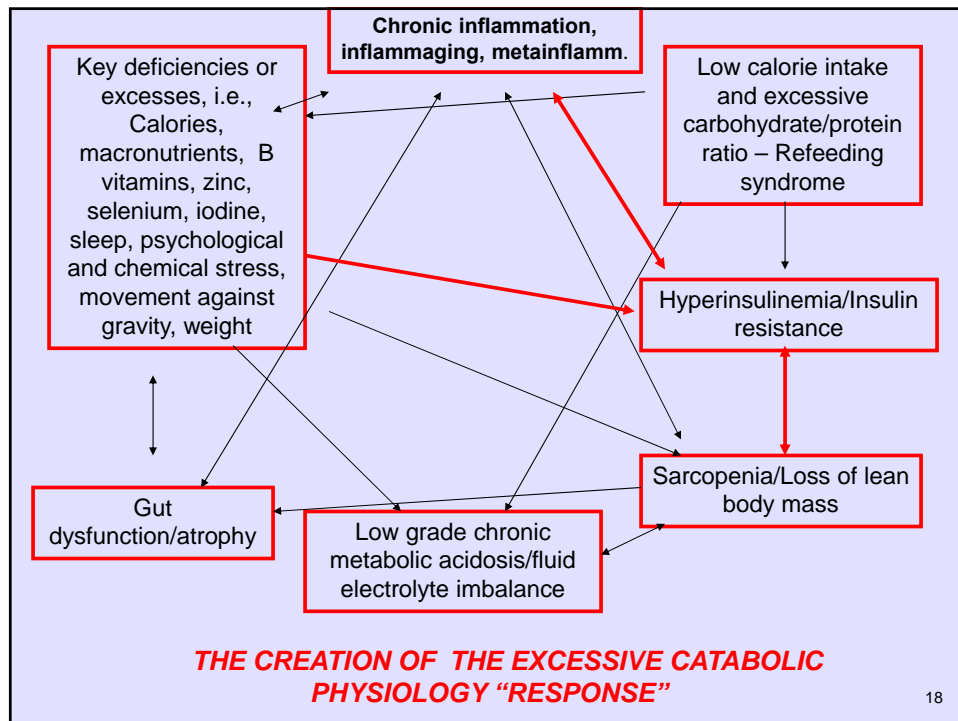 Chronic inflammation,
inflammaging, metainflamm.
Key deficiencies or
excesses, i.e.,
Calories,
macronutrients,  B
vitamins, zinc,
selenium, iodine,
sleep, psychological
and chemical stress,
movement against
gravity, weight
Low calorie intake
and excessive
carbohydrate/protein
ratio – Refeeding
syndrome
Hyperinsulinemia/Insulin
resistance
Sarcopenia/Loss of lean
body mass
Gut
dysfunction/atrophy
Low grade chronic
metabolic acidosis/fluid
electrolyte imbalance
THE CREATION OF  THE EXCESSIVE CATABOLIC
PHYSIOLOGY “RESPONSE”
18